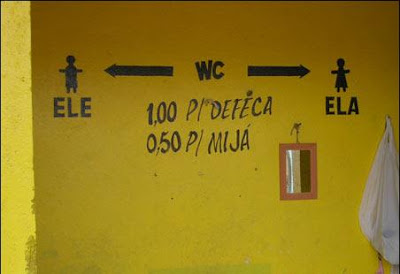 WC
ELE
ELA
1,00 P/ DEFÉCA
0,50 P/ MIJÁ